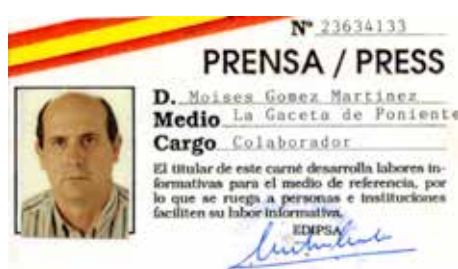 Nº 23634133
PRENSA / PRESS
D. Moises Gomez Martinez
Medio La Gaceta de Poniente
Cargo Colaborador
El titular de este carné desarrolla labores in-
formativas para el medio de referencia, por
lo que se ruega a personas e instituciones
faciliten su labor informativa.
EDIPSA